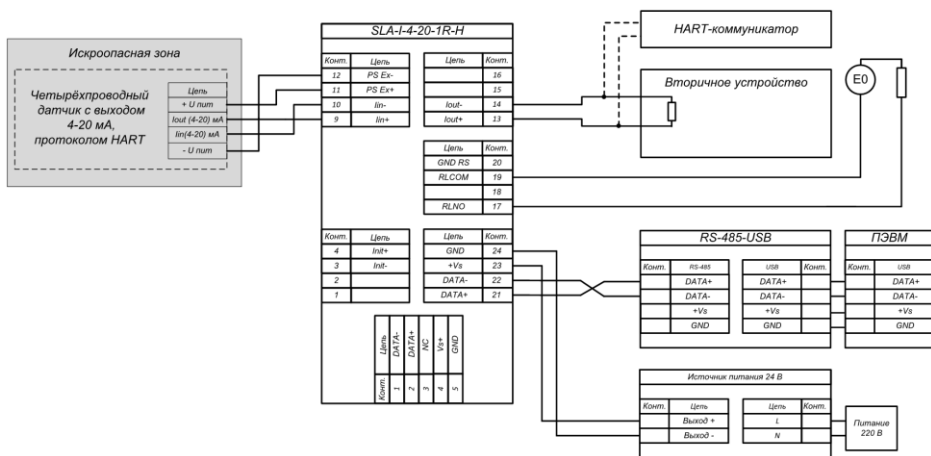 SLA-I-4-20-1R-H
Искроопасная зона
Четырёхпроводный
датчик с выходом
4-20 мА,
протоколом HART
Цепь
+ U пит
Iout (4-20) мА
Iin(4-20) мА
- U пит
Конт. Цепь
12 PS Ex-
11 PS Ex+
10 Iin-
9 Iin+
Цепь Конт.
16
15
Iout- 14
Iout+ 13
Цепь Конт.
GND RS 20
RLCOM 19
18
RLNO 17
Конт. Цепь
4 Init+
3 Init-
2
1
Цепь Конт.
GND 24
+Vs 23
DATA- 22
DATA+ 21
Цепь DATA- DATA+ NC Vs+ GND
Конт. 1 2 3 4 5
HART-коммуникатор
Вторичное устройство
E0
RS-485-USB
Конт. RS-485 USB Конт.
DATA+ DATA+
DATA- DATA-
+Vs +Vs
GND GND
ПЭВМ
Конт. USB
DATA+
DATA-
+Vs
GND
Источник питания 24 В
Конт. Цепь Цепь Конт.
Выход + L
Выход - N
Питание
220 В